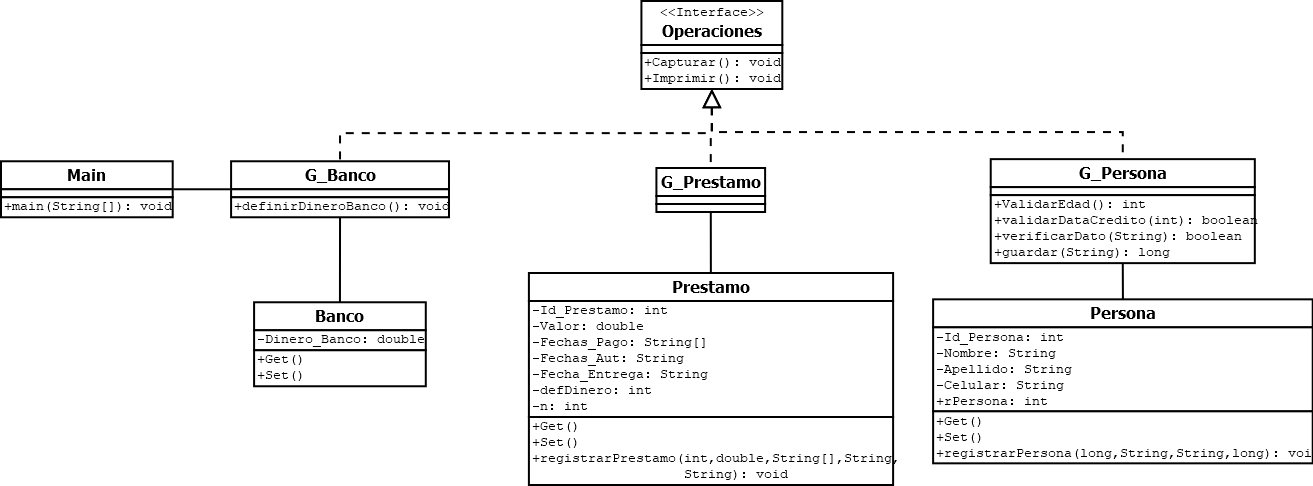 <<Interface>>
Operaciones
+Capturar(): void
+Imprimir(): void
Main
+main(String[]): void
G_Banco
+definirDineroBanco(): void
G_Prestamo
G_Persona
+ValidarEdad(): int
+validarDataCredito(int): boolean
+verificarDato(String): boolean
+guardar(String): long
Banco
-Dinero_Banco: double
+Get()
+Set()
Prestamo
-Id_Prestamo: int
-Valor: double
-Fechas_Pago: String[]
-Fechas_Aut: String
-Fecha_Entrega: String
-defDinero: int
-n: int
+Get()
+Set()
+registrarPrestamo(int,double,String[],String,
String): void
Persona
-Id_Persona: int
-Nombre: String
-Apellido: String
-Celular: String
+rPersona: int
+Get()
+Set()
+registrarPersona(long,String,String,long): voi